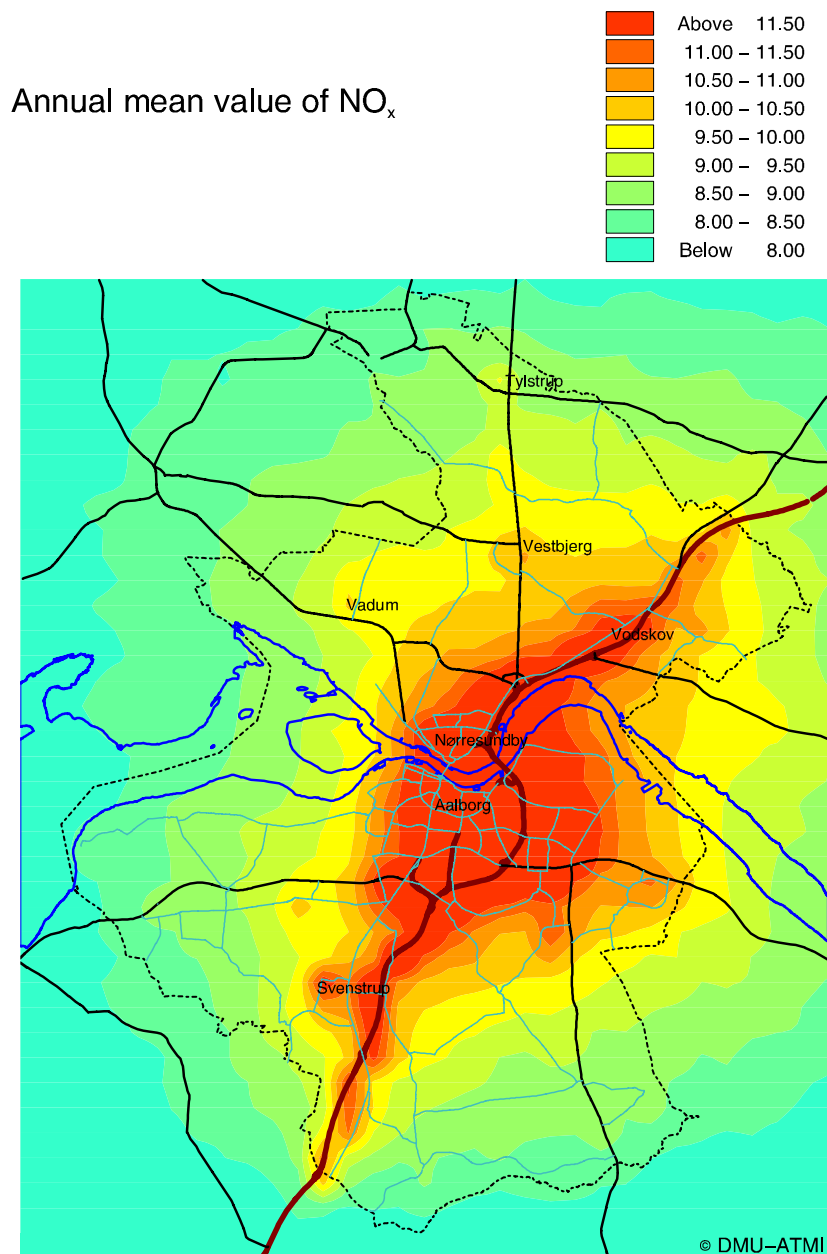 Above 11.50
11.00 – 11.50
10.50 – 11.00
10.00 – 10.50
9.50 – 10.00
9.00 – 9.50
8.50 – 9.00
8.00 – 8.50
Below 8.00
Annual mean value of NOₓ
Tylstrup
Vestbjerg
Vadum
Vodskov
Nørresundby
Aalborg
Svenstrup
© DMU–ATMI